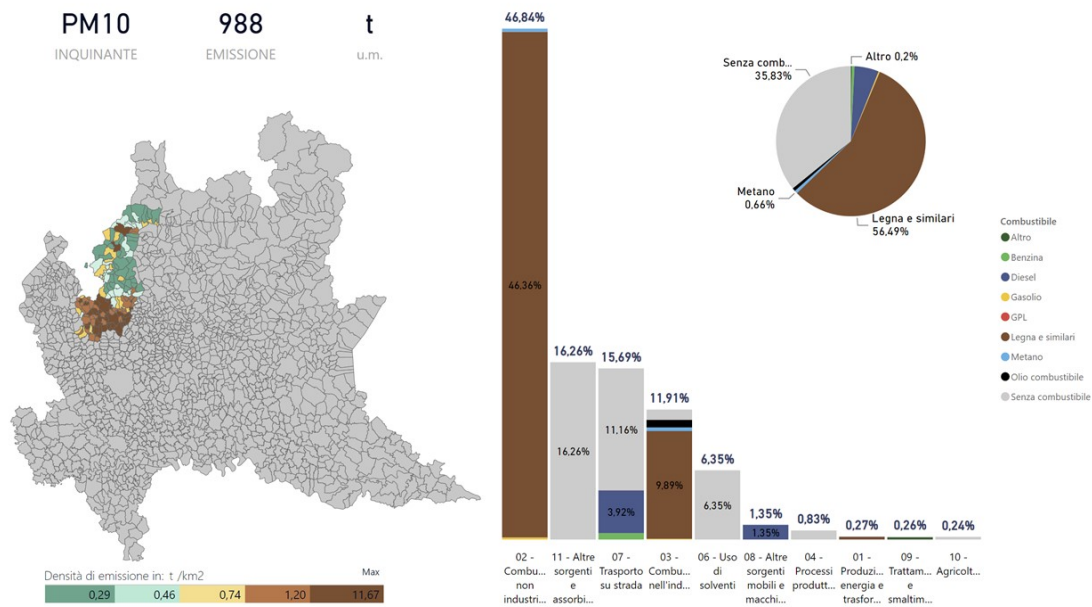 PM10
988
t
INQUINANTE
EMISSIONE
u.m.
Densità di emissione in: t /km2
Max
0,29
0,46
0,74
1,20
11,67
46,84%
46,36%
16,26%
16,26%
15,69%
11,16%
3,92%
11,91%
9,89%
6,35%
6,35%
1,35%
1,35%
0,83%
0,27%
0,26%
0,24%
02 -
Combu...
non
industri...
11 - Altre
sorgenti
e
assorbi...
07 -
Trasporto
su strada
03 -
Combu...
nell'ind...
06 - Uso
di
solventi
08 - Altre
sorgenti
mobili e
macchi...
04 -
Processi
produtt...
01 -
Produzi...
energia e
trasfor...
09 -
Trattam...
e
smaltim...
10 -
Agricolt...
Altro 0,2%
Senza comb...
35,83%
Metano
0,66%
Legna e similari
56,49%
Combustibile
Altro
Benzina
Diesel
Gasolio
GPL
Legna e similari
Metano
Olio combustibile
Senza combustibile